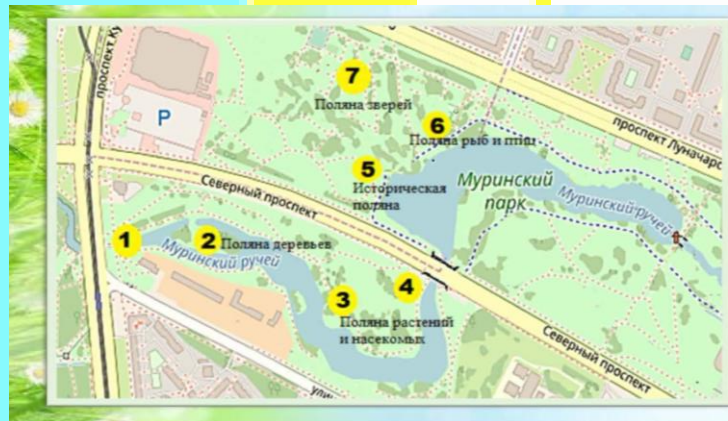 проспект Ку
7
Поляна зверей
P
6
Поляна рыб и птиц
проспект Луначарс
5
Историческая
поляна
Муринский
парк
Муринский ручей
Северный проспект
1
2
Поляна деревьев
Муринский ручей
3
4
Поляна растений
и насекомых
Северный проспект
ули